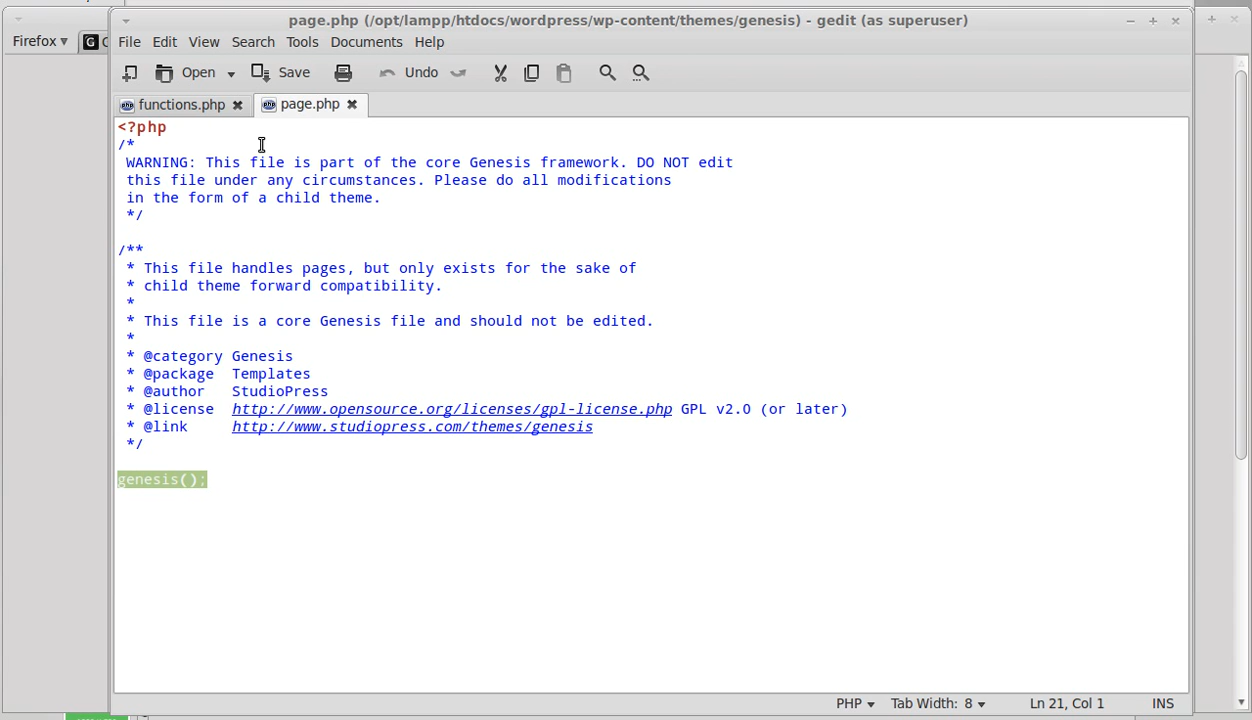 page.php (/opt/lampp/htdocs/wordpress/wp-content/themes/genesis) - gedit (as superuser)
Firefox
G
File Edit View Search Tools Documents Help
Open Save Undo
functions.php page.php
<?php
/*
WARNING: This file is part of the core Genesis framework. DO NOT edit
this file under any circumstances. Please do all modifications
in the form of a child theme.
*/
/**
* This file handles pages, but only exists for the sake of
* child theme forward compatibility.
*
* This file is a core Genesis file and should not be edited.
*
* @category Genesis
* @package Templates
* @author StudioPress
* @license http://www.opensource.org/licenses/gpl-license.php GPL v2.0 (or later)
* @link http://www.studiopress.com/themes/genesis
*/
genesis();
PHP Tab Width: 8 Ln 21, Col 1 INS